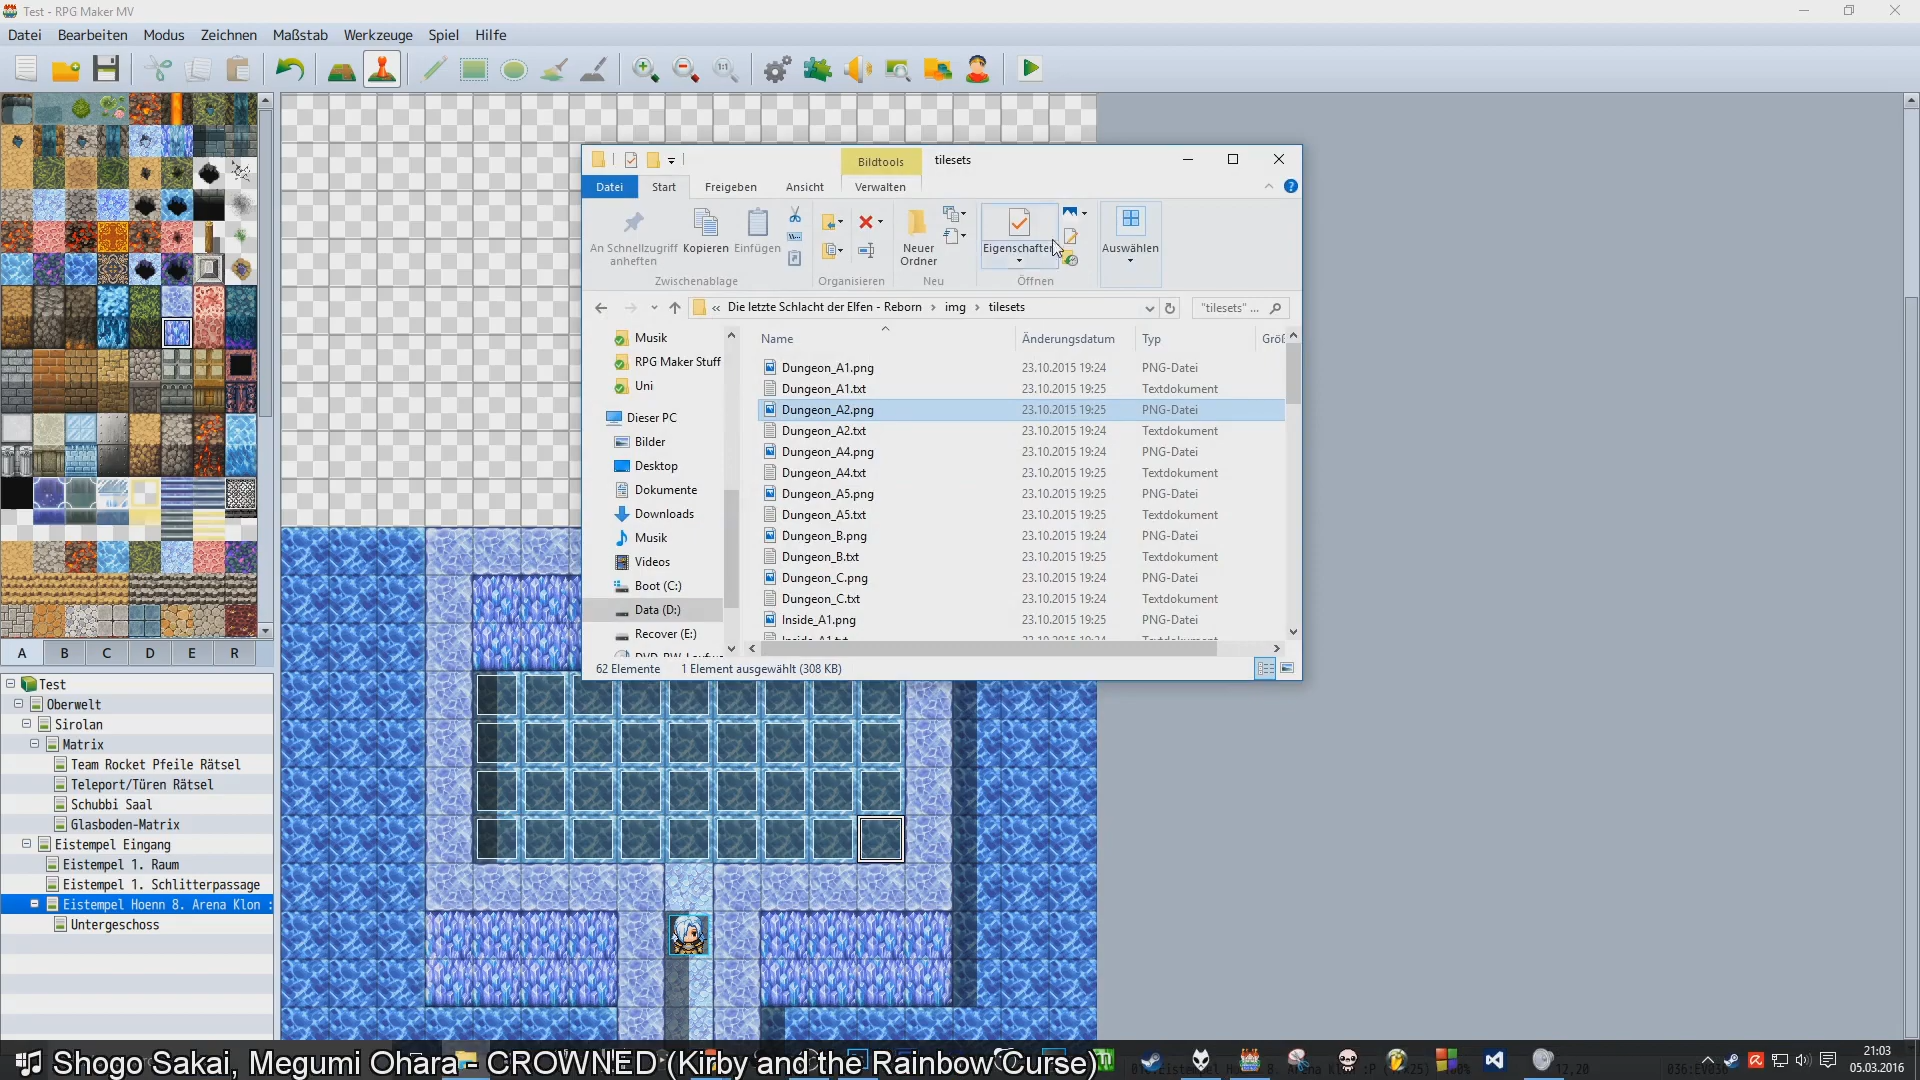 Test - RPG Maker MV
Datei Bearbeiten Modus Zeichnen Maßstab Werkzeuge Spiel Hilfe
1:1
Bildtools tilesets
Datei Start Freigeben Ansicht Verwalten
An Schnellzugriff anheften
Kopieren
Einfügen
Neuer Ordner
Eigenschaften
Auswählen
Zwischenablage Organisieren Neu Öffnen
« Die letzte Schlacht der Elfen - Reborn › img › tilesets
"tilesets" ...
Musik
RPG Maker Stuff
Uni
Dieser PC
Bilder
Desktop
Dokumente
Downloads
Musik
Videos
Boot (C:)
Data (D:)
Recover (E:)
Name Änderungsdatum Typ
Dungeon_A1.png 23.10.2015 19:24 PNG-Datei
Dungeon_A1.txt 23.10.2015 19:25 Textdokument
Dungeon_A2.png 23.10.2015 19:25 PNG-Datei
Dungeon_A2.txt 23.10.2015 19:24 Textdokument
Dungeon_A4.png 23.10.2015 19:24 PNG-Datei
Dungeon_A4.txt 23.10.2015 19:25 Textdokument
Dungeon_A5.png 23.10.2015 19:25 PNG-Datei
Dungeon_A5.txt 23.10.2015 19:25 Textdokument
Dungeon_B.png 23.10.2015 19:24 PNG-Datei
Dungeon_B.txt 23.10.2015 19:25 Textdokument
Dungeon_C.png 23.10.2015 19:24 PNG-Datei
Dungeon_C.txt 23.10.2015 19:24 Textdokument
Inside_A1.png 23.10.2015 19:25 PNG-Datei
62 Elemente 1 Element ausgewählt (308 KB)
A B C D E R
Test
Oberwelt
Sirolan
Matrix
Team Rocket Pfeile Rätsel
Teleport/Türen Rätsel
Schubbi Saal
Glasboden-Matrix
Eistempel Eingang
Eistempel 1. Raum
Eistempel 1. Schlitterpassage
Eistempel Hoenn 8. Arena Klon :
Untergeschoss
Shogo Sakai, Megumi Ohara - CROWNED (Kirby and the Rainbow Curse)
21:03
05.03.2016